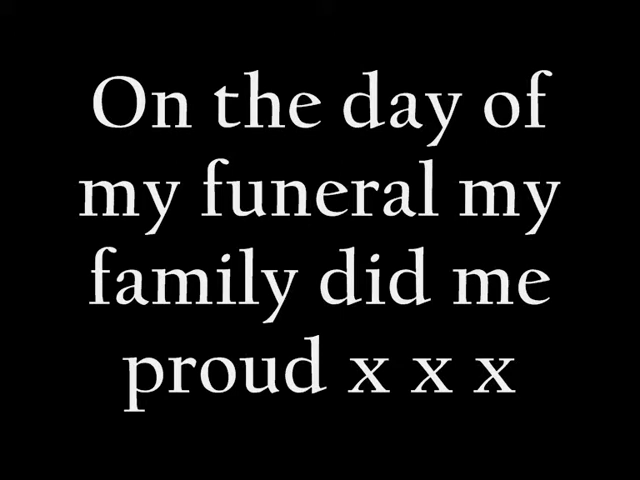 On the day of
my funeral my
family did me
proud x x x